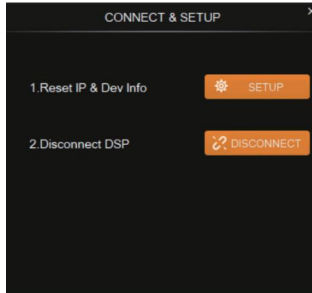 CONNECT & SETUP
1.Reset IP & Dev Info
SETUP
2.Disconnect DSP
DISCONNECT